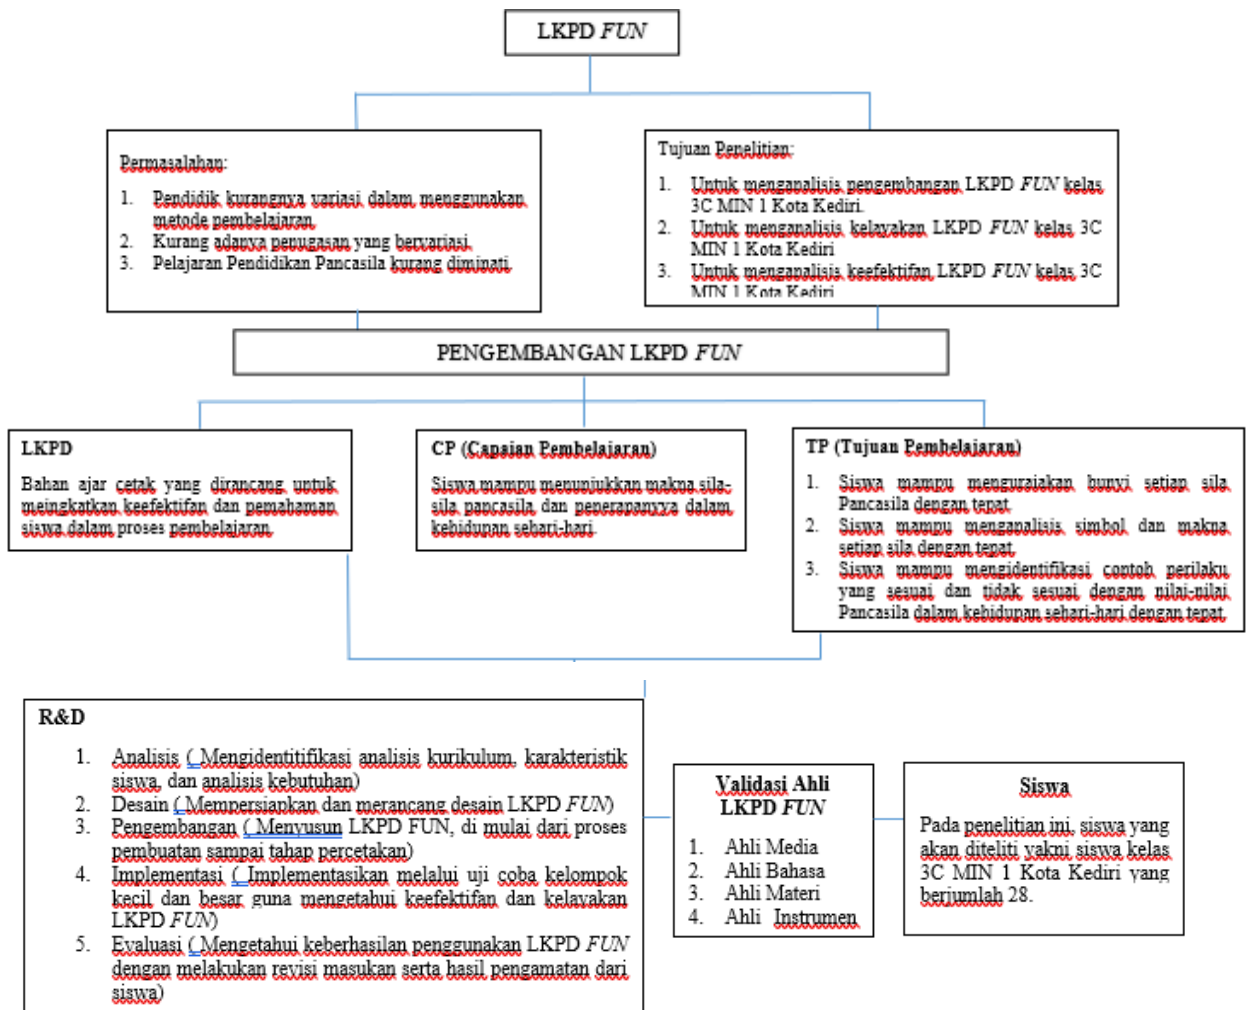 LKPD FUN
Permasalahan:
1. Pendidik kurangnya variasi dalam menggunakan
metode pembelajaran.
2. Kurang adanya penugasan yang bervariasi.
3. Pelajaran Pendidikan Pancasila kurang diminati.
Tujuan Penelitian:
1. Untuk menganalisis pengembangan LKPD FUN kelas
3C MIN 1 Kota Kediri.
2. Untuk menganalisis kelayakan LKPD FUN kelas 3C
MIN 1 Kota Kediri
3. Untuk menganalisis keefektifan LKPD FUN kelas 3C
MIN 1 Kota Kediri
PENGEMBANGAN LKPD FUN
LKPD
Bahan ajar cetak yang dirancang untuk
meingkatkan keefektifan dan pemahaman
siswa dalam proses pembelajaran.
CP (Capaian Pembelajaran)
Siswa mampu menunjukkan makna sila-
sila pancasila dan penerapanyya dalam
kehidupan sehari-hari.
TP (Tujuan Pembelajaran)
1. Siswa mampu menguraiakan bunyi setiap sila
Pancasila dengan tepat
2. Siswa mampu menganalisis simbol dan makna
setiap sila dengan tepat.
3. Siswa mampu mengidentifikasi contoh perilaku
yang sesuai dan tidak sesuai dengan nilai-nilai
Pancasila dalam kehidupan sehari-hari dengan tepat.
R&D
1. Analisis ( Mengidentitifikasi analisis kurikulum, karakteristik
siswa, dan analisis kebutuhan)
2. Desain ( Mempersiapkan dan merancang desain LKPD FUN)
3. Pengembangan ( Menyusun LKPD FUN, di mulai dari proses
pembuatan sampai tahap percetakan)
4. Implementasi ( Implementasikan melalui uji coba kelompok
kecil dan besar guna mengetahui keefektifan dan kelayakan
LKPD FUN)
5. Evaluasi ( Mengetahui keberhasilan penggunakan LKPD FUN
dengan melakukan revisi masukan serta hasil pengamatan dari
siswa)
Validasi Ahli
LKPD FUN
1. Ahli Media
2. Ahli Bahasa
3. Ahli Materi
4. Ahli Instrumen
Siswa
Pada penelitian ini, siswa yang
akan diteliti yakni siswa kelas
3C MIN 1 Kota Kediri yang
berjumlah 28.